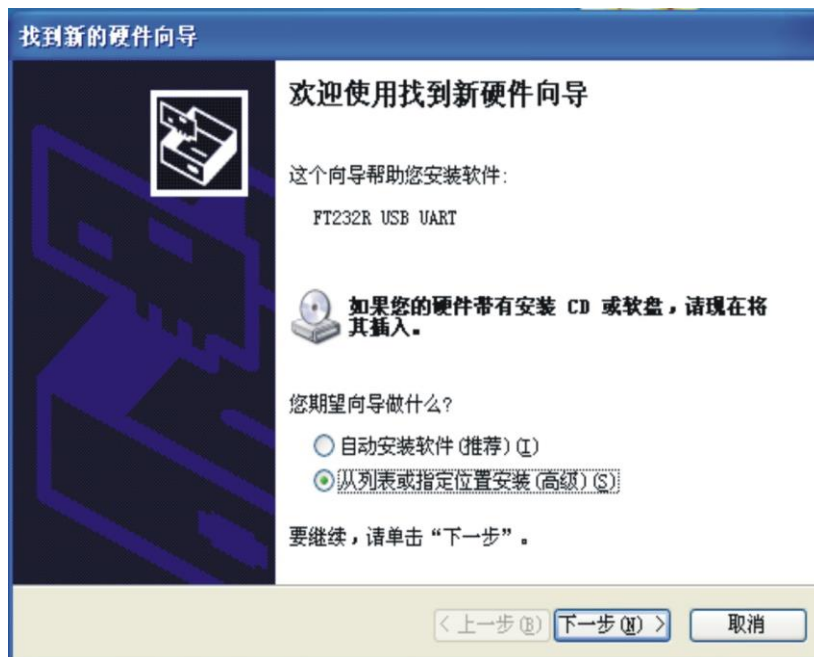 找到新的硬件向导
欢迎使用找到新硬件向导
这个向导帮助您安装软件:
FT232R USB UART
如果您的硬件带有安装 CD 或软盘，请现在将
其插入。
您期望向导做什么?
自动安装软件(推荐)(I)
从列表或指定位置安装(高级)(S)
要继续，请单击“下一步”。
< 上一步(B)
下一步(N) >
取消